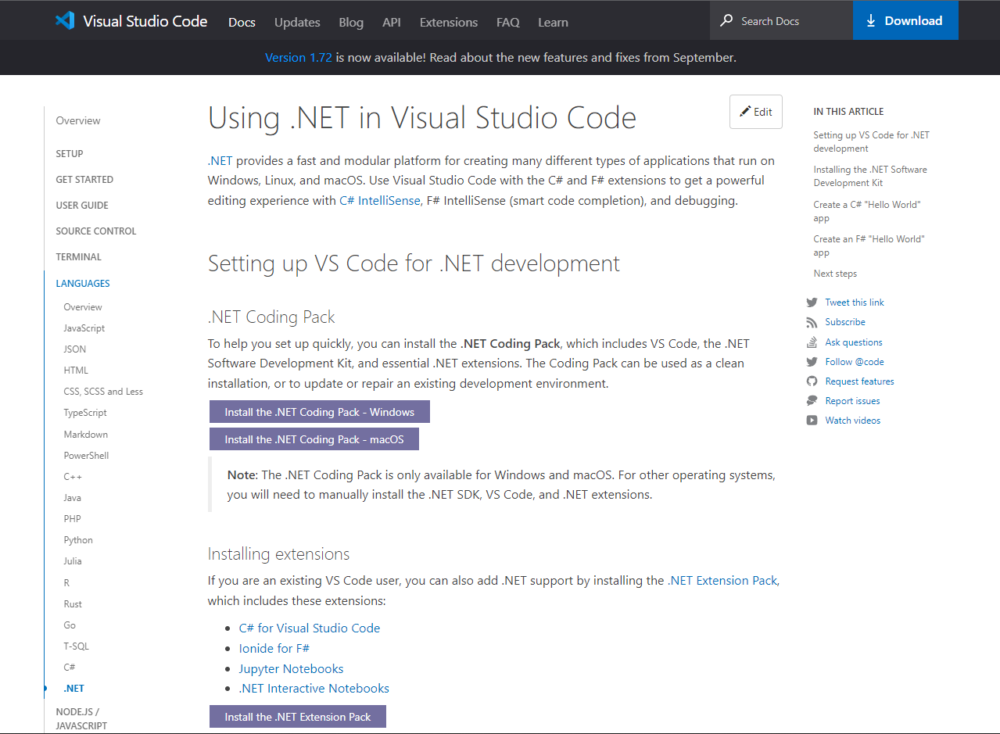 Visual Studio Code Docs Updates Blog API Extensions FAQ Learn Search Docs Download
Version 1.72 is now available! Read about the new features and fixes from September.
Overview
SETUP
GET STARTED
USER GUIDE
SOURCE CONTROL
TERMINAL
LANGUAGES
Overview
JavaScript
JSON
HTML
CSS, SCSS and Less
TypeScript
Markdown
PowerShell
C++
Java
PHP
Python
Julia
R
Rust
Go
T-SQL
C#
.NET
NODE.JS /
JAVASCRIPT
Using .NET in Visual Studio Code
Edit
.NET provides a fast and modular platform for creating many different types of applications that run on
Windows, Linux, and macOS. Use Visual Studio Code with the C# and F# extensions to get a powerful
editing experience with C# IntelliSense, F# IntelliSense (smart code completion), and debugging.
Setting up VS Code for .NET development
.NET Coding Pack
To help you set up quickly, you can install the .NET Coding Pack, which includes VS Code, the .NET
Software Development Kit, and essential .NET extensions. The Coding Pack can be used as a clean
installation, or to update or repair an existing development environment.
Install the .NET Coding Pack - Windows
Install the .NET Coding Pack - macOS
Note: The .NET Coding Pack is only available for Windows and macOS. For other operating systems,
you will need to manually install the .NET SDK, VS Code, and .NET extensions.
Installing extensions
If you are an existing VS Code user, you can also add .NET support by installing the .NET Extension Pack,
which includes these extensions:
• C# for Visual Studio Code
• Ionide for F#
• Jupyter Notebooks
• .NET Interactive Notebooks
Install the .NET Extension Pack
IN THIS ARTICLE
Setting up VS Code for .NET
development
Installing the .NET Software
Development Kit
Create a C# "Hello World"
app
Create an F# "Hello World"
app
Next steps
Tweet this link
Subscribe
Ask questions
Follow @code
Request features
Report issues
Watch videos